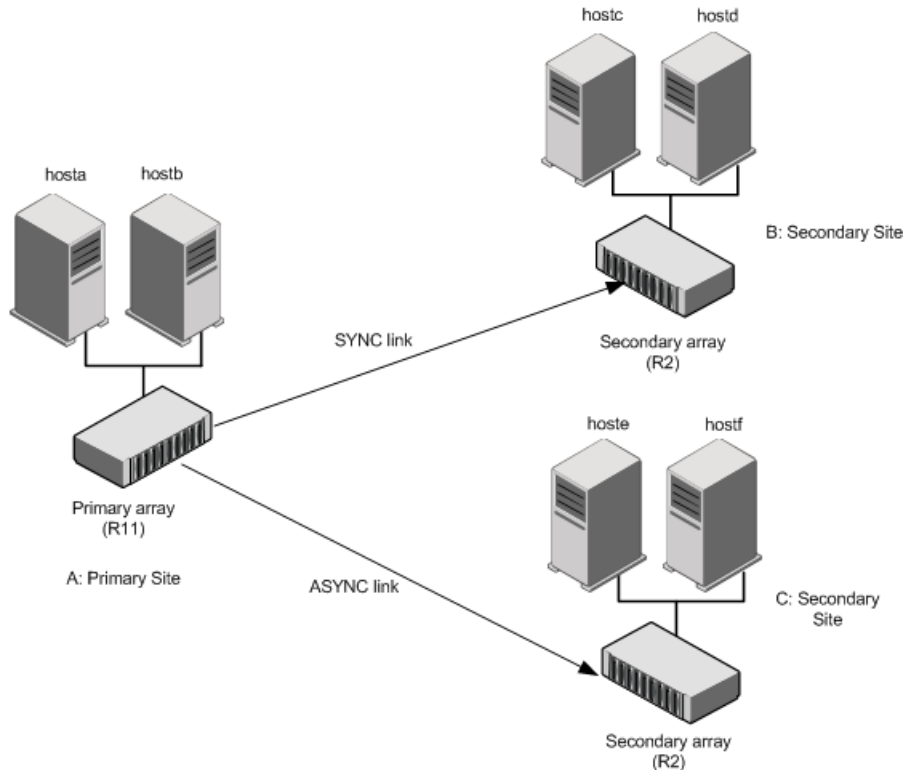 hostc
hostd
hosta
hostb
B: Secondary Site
SYNC link
Secondary array
(R2)
hoste
hostf
Primary array
(R11)
A: Primary Site
ASYNC link
C: Secondary
Site
Secondary array
(R2)